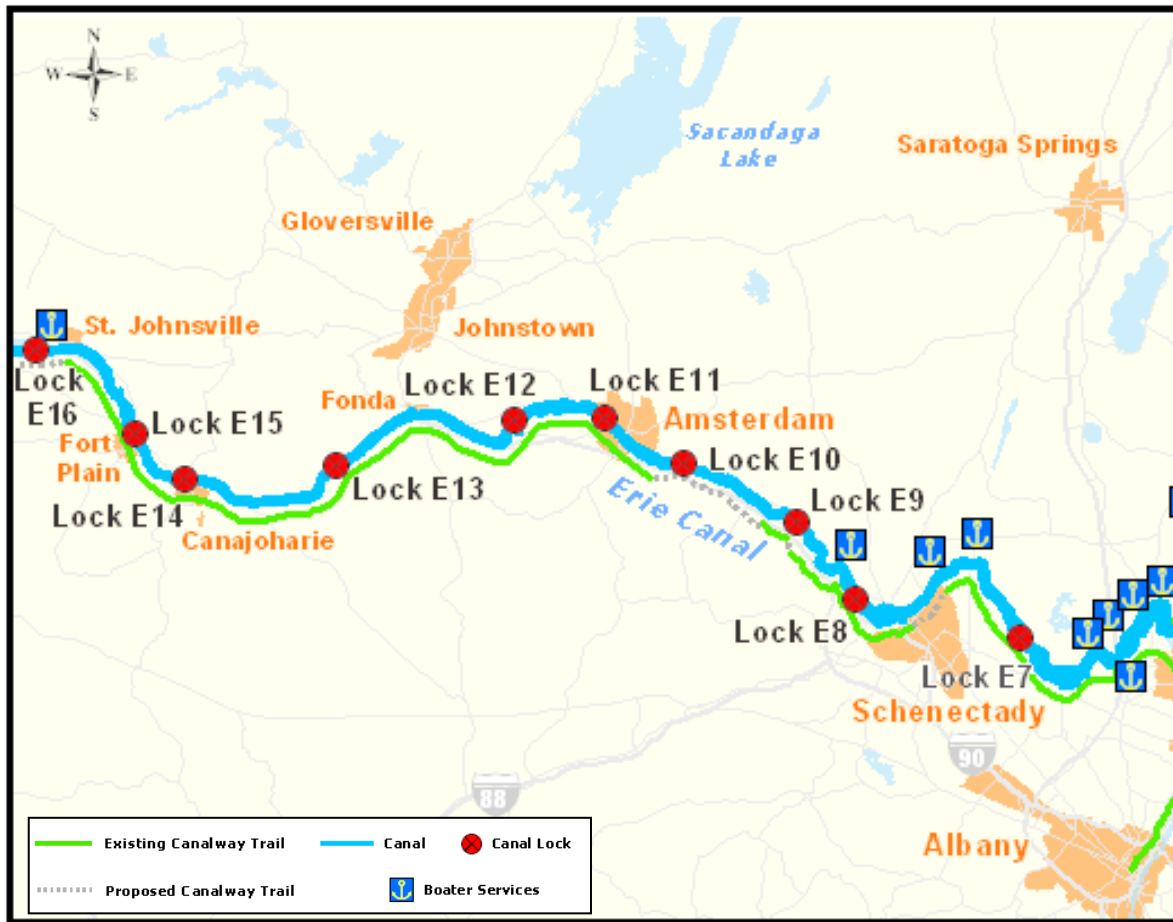 N
W E
S
Sacandaga
Lake
Saratoga Springs
Gloversville
St. Johnsville
Johnstown
Lock
E16
Lock E15
Fort
Plain
Lock E14
Canajoharie
Fonda
Lock E13
Lock E12
Lock E11
Amsterdam
Lock E10
Erie Canal
Lock E9
Lock E8
Lock E7
Schenectady
90
88
Albany
Existing Canalway Trail
Canal
Canal Lock
Proposed Canalway Trail
Boater Services